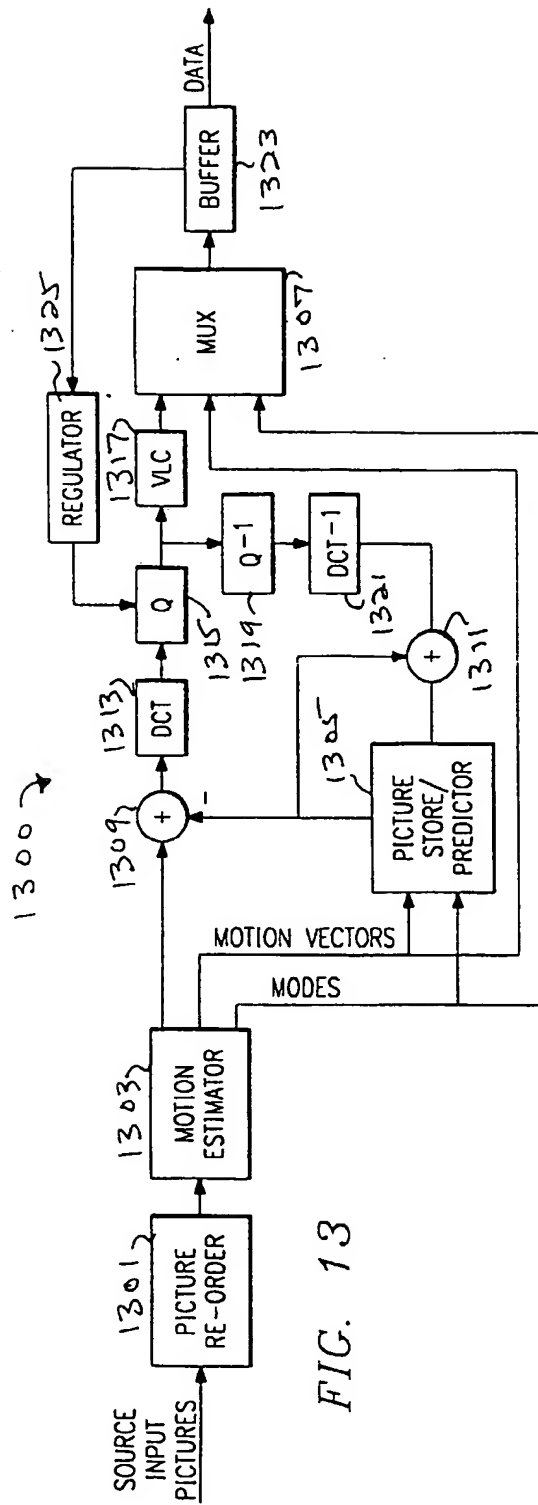 1300
SOURCE
INPUT
PICTURES
1301
PICTURE
RE-ORDER
1303
MOTION
ESTIMATOR
MOTION VECTORS
MODES
1309
+
-
1313
DCT
1315
Q
1317
VLC
1325
REGULATOR
1319
Q-1
1321
DCT-1
1311
+
1305
PICTURE
STORE/
PREDICTOR
MUX
1307
BUFFER
1323
DATA
FIG. 13